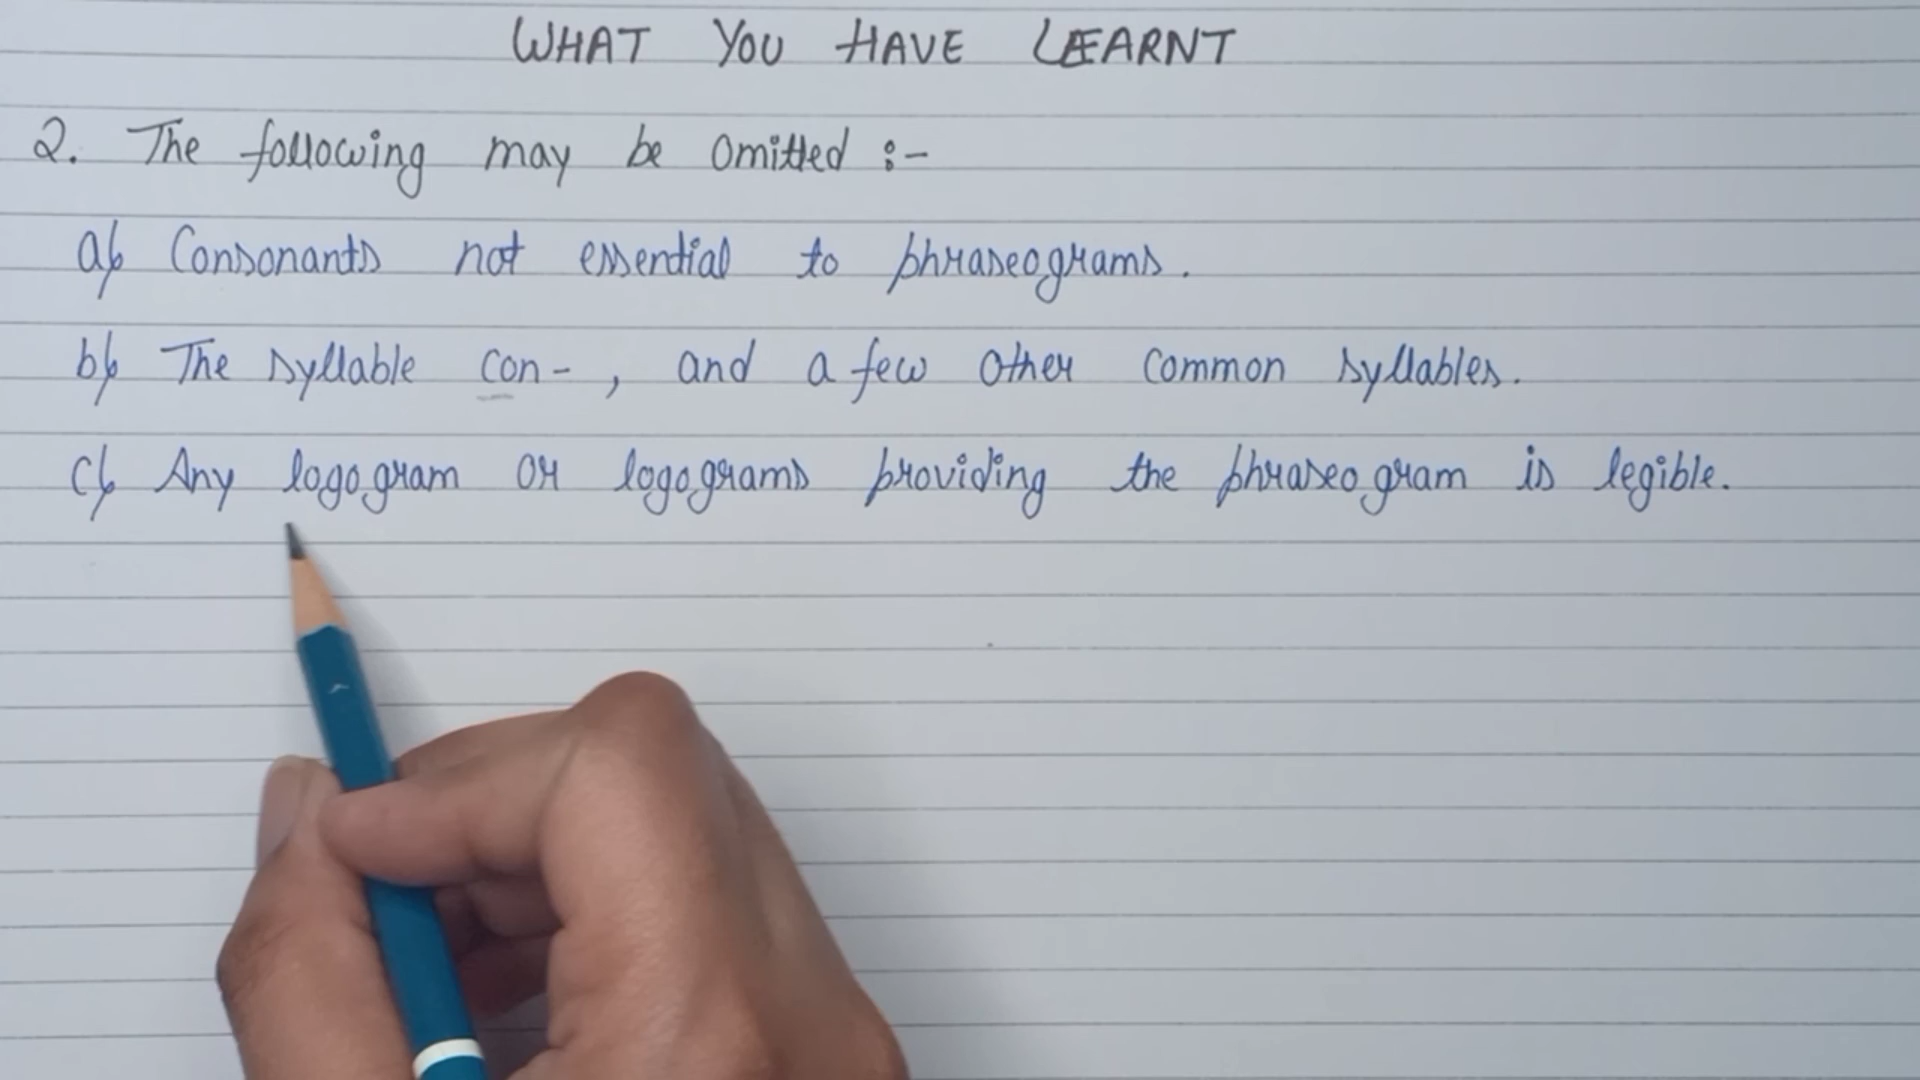 WHAT YOU HAVE LEARNT
2. The following may be omitted :-
a) Consonants not essential to phraseograms.
b) The syllable con- , and a few other common syllables.
c) Any logogram or logograms providing the phraseogram is legible.